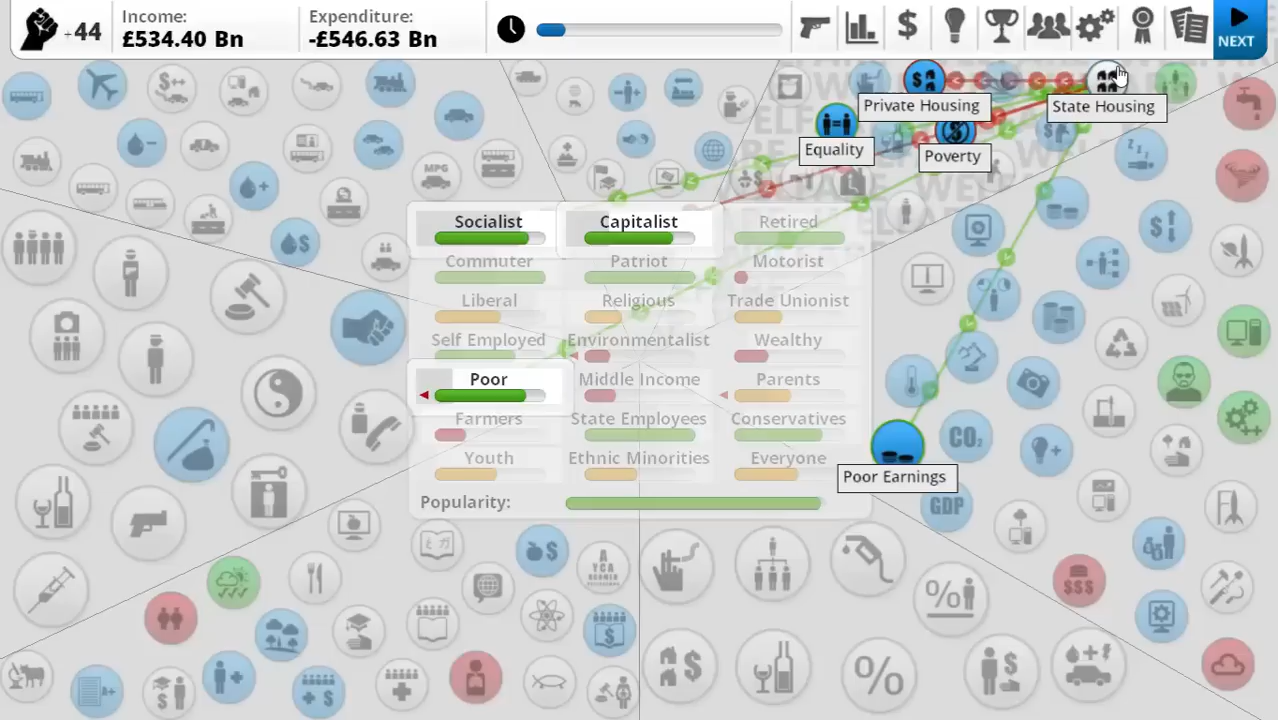 Income:
Expenditure:
+44
£534.40 Bn
-£546.63 Bn
NEXT
Private Housing
State Housing
Equality
Poverty
Socialist
Capitalist
Retired
Commuter
Patriot
Motorist
Liberal
Religious
Trade Unionist
Self Employed
Environmentalist
Wealthy
Poor
Middle Income
Parents
Farmers
State Employees
Conservatives
Youth
Ethnic Minorities
Everyone
Popularity:
Poor Earnings
MPG
CO2
GDP
$$$
A+
WELFARE